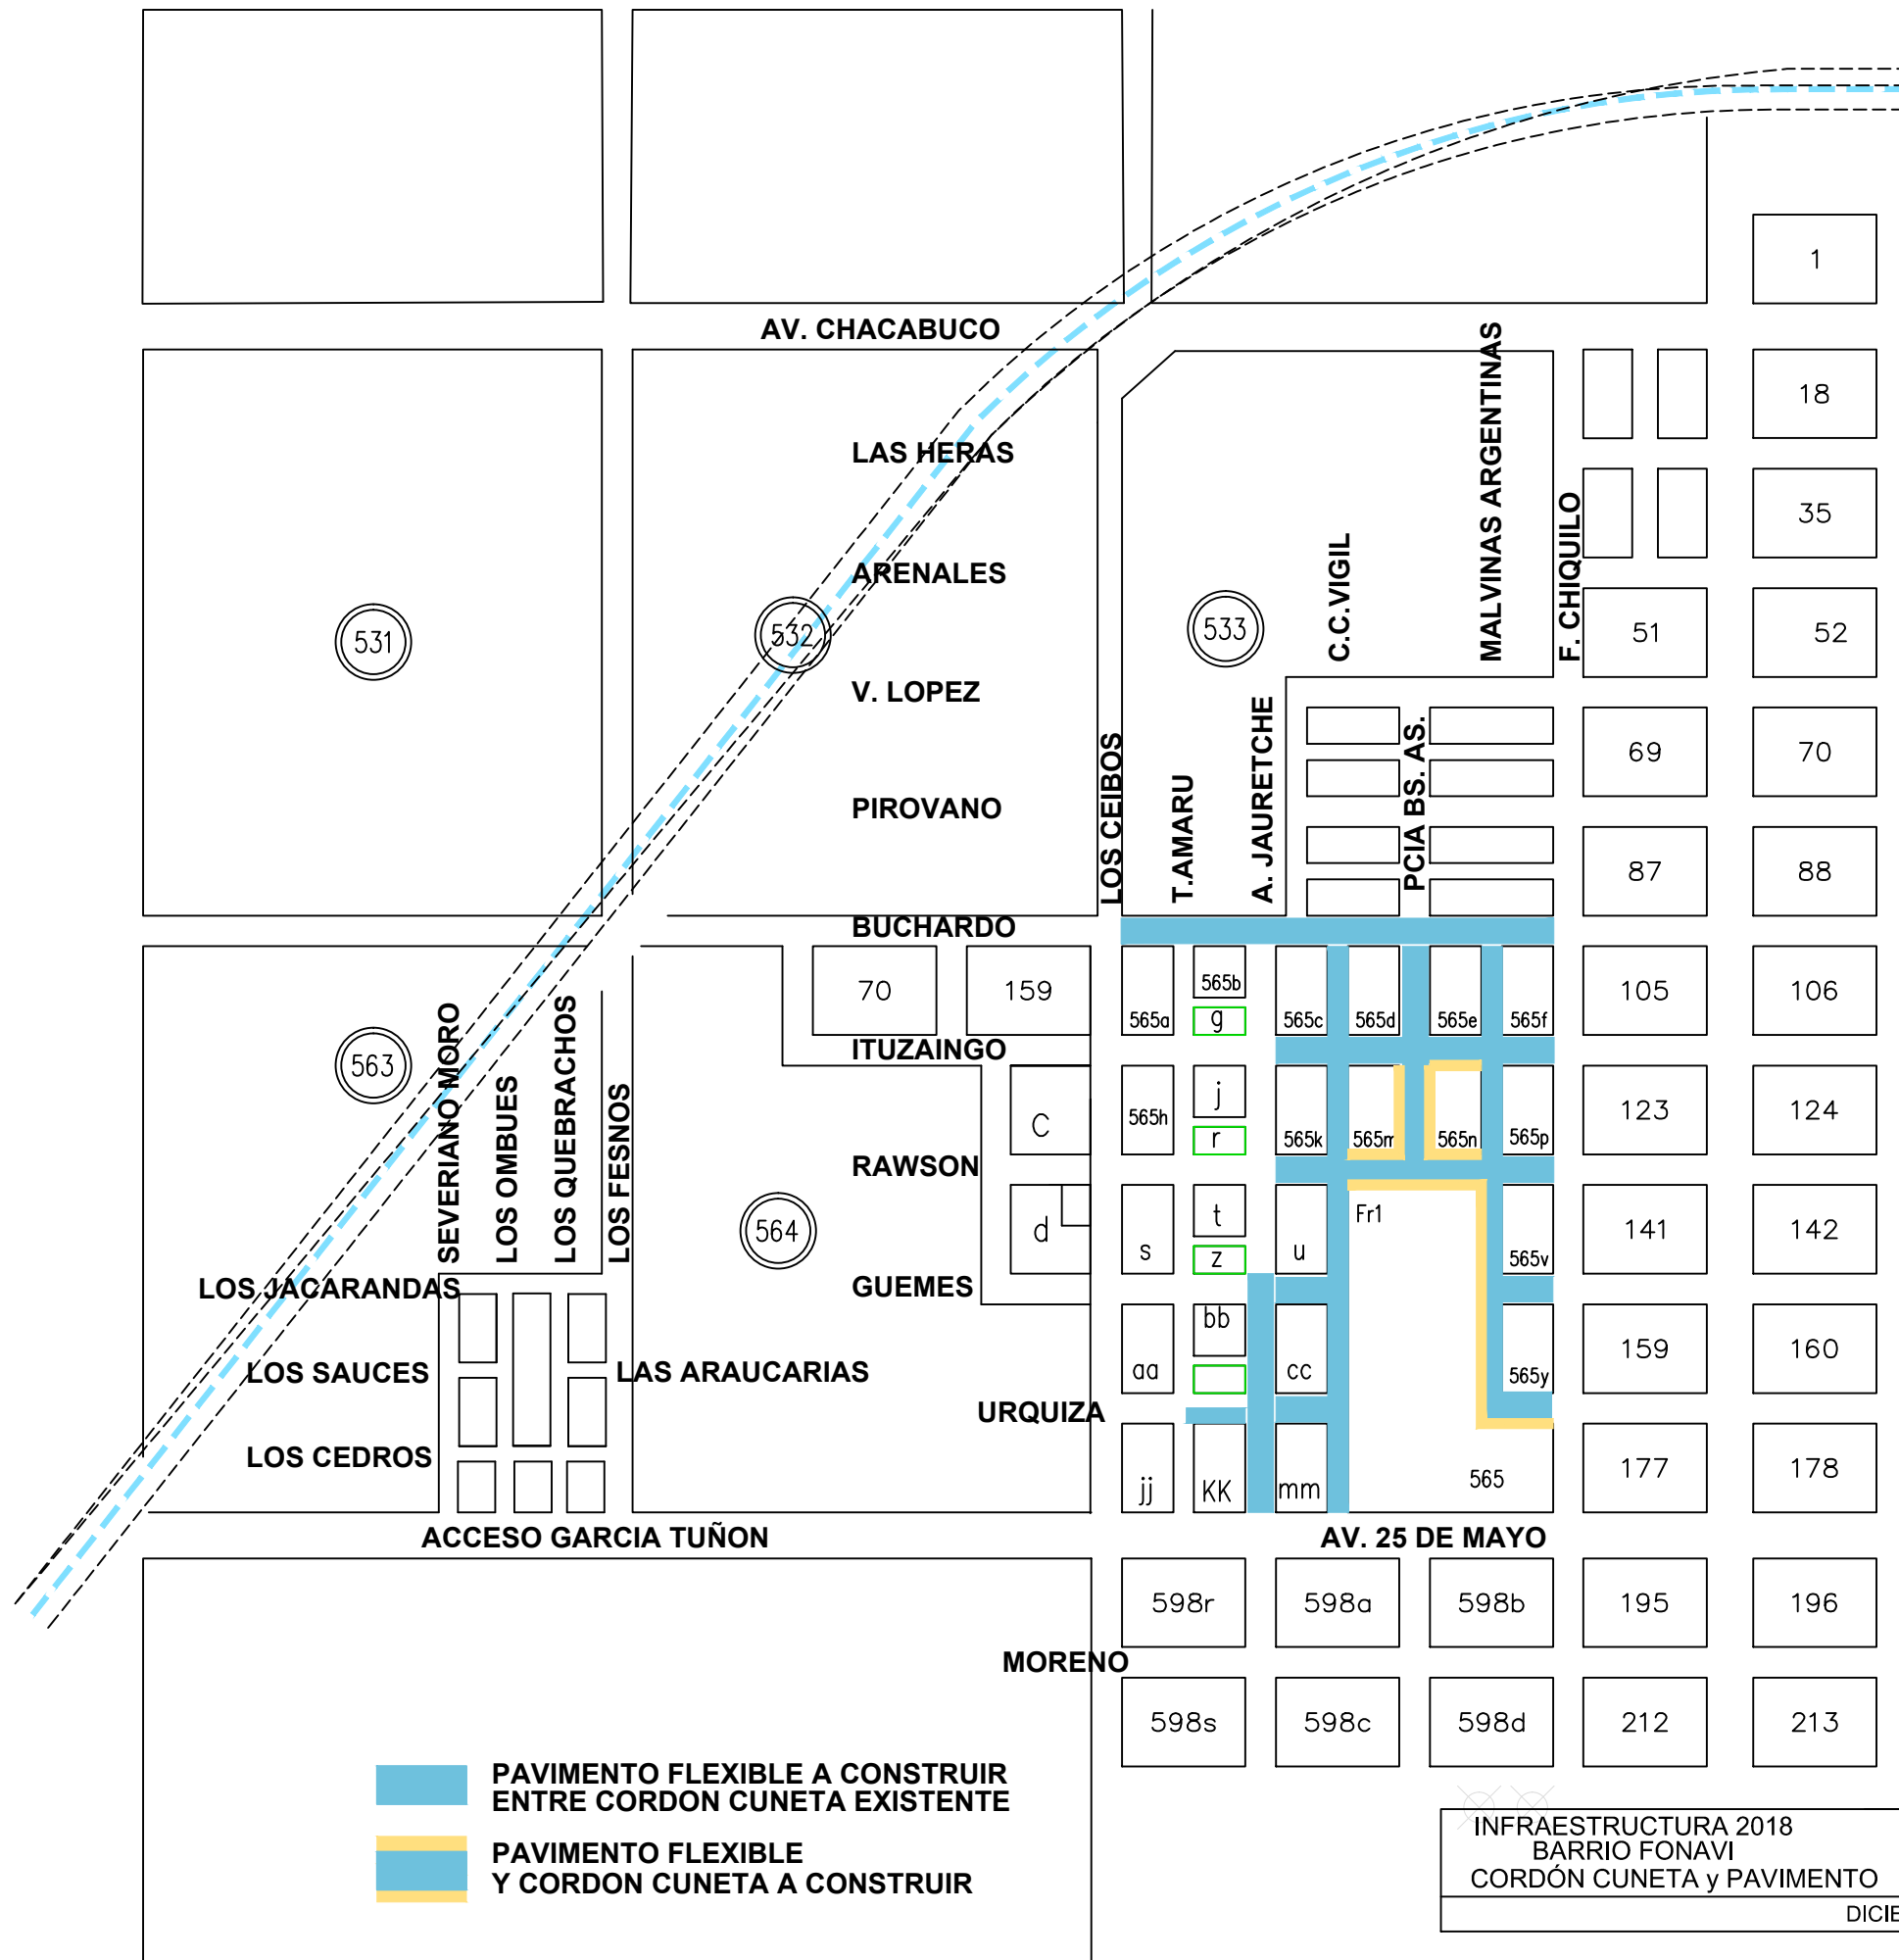 1
AV. CHACABUCO
MALVINAS ARGENTINAS
18
LAS HERAS
35
F. CHIQUILO
C.C.VIGIL
ARENALES
531
532
533
51
52
V. LOPEZ
A. JAURETCHE
PCIA BS. AS.
69
70
LOS CEIBOS
T.AMARU
PIROVANO
87
88
BUCHARDO
70
159
565a
565b
g
565c
565d
565e
565f
105
106
ITUZAINGO
563
SEVERIANO MORO
LOS OMBUES
LOS QUEBRACHOS
LOS FESNOS
C
565h
j
r
565k
565m
565n
565p
123
124
RAWSON
564
d
s
t
z
u
Fr1
565v
141
142
GUEMES
LOS JACARANDAS
LOS SAUCES
LAS ARAUCARIAS
aa
bb
cc
565y
159
160
URQUIZA
LOS CEDROS
jj
KK
mm
565
177
178
ACCESO GARCIA TUÑON
AV. 25 DE MAYO
598r
598a
598b
195
196
MORENO
598s
598c
598d
212
213
PAVIMENTO FLEXIBLE A CONSTRUIR
ENTRE CORDON CUNETA EXISTENTE
PAVIMENTO FLEXIBLE
Y CORDON CUNETA A CONSTRUIR
INFRAESTRUCTURA 2018
BARRIO FONAVI
CORDÓN CUNETA y PAVIMENTO
DICIE